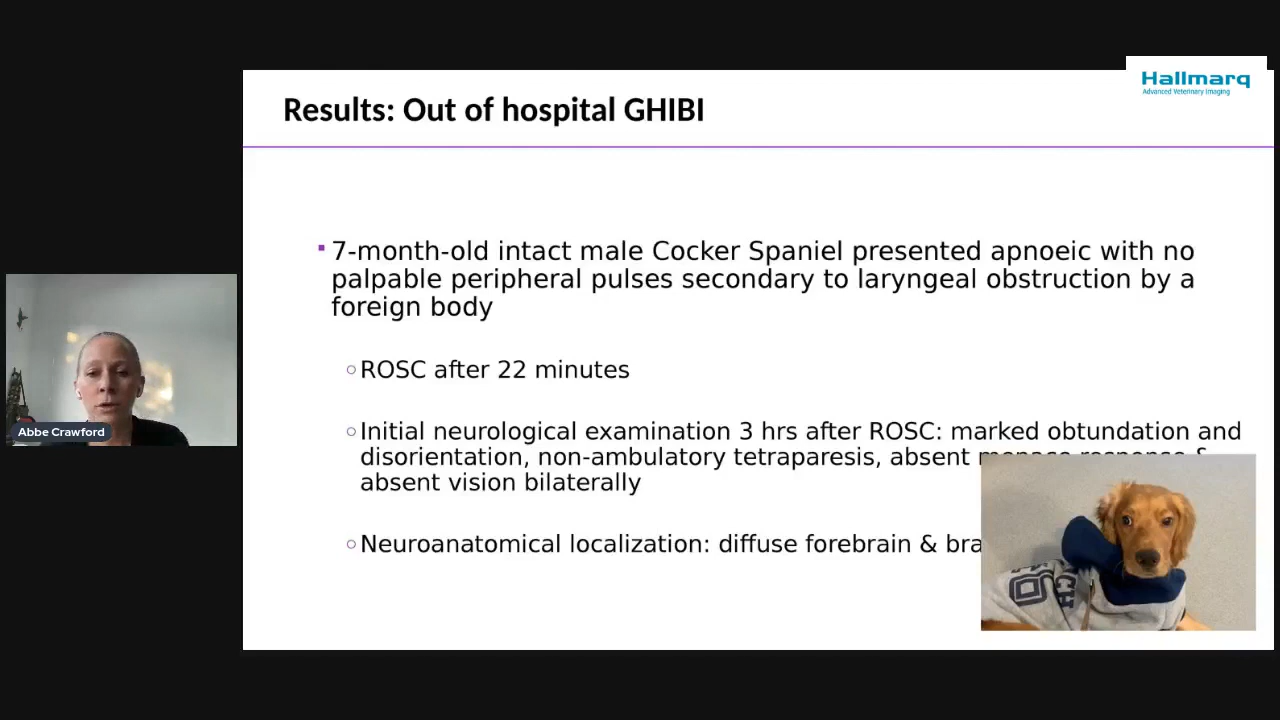 Hallmarq
Advanced Veterinary Imaging
Results: Out of hospital GHIBI
7-month-old intact male Cocker Spaniel presented apnoeic with no
palpable peripheral pulses secondary to laryngeal obstruction by a
foreign body
ROSC after 22 minutes
Initial neurological examination 3 hrs after ROSC: marked obtundation and
disorientation, non-ambulatory tetraparesis, absent menace response &
absent vision bilaterally
Neuroanatomical localization: diffuse forebrain & bra
Abbe Crawford